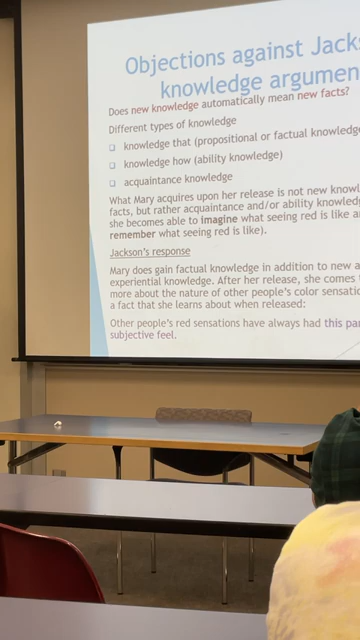 Objections against Jack
knowledge argumen
Does new knowledge automatically mean new facts?
Different types of knowledge
knowledge that (propositional or factual knowledge
knowledge how (ability knowledge)
acquaintance knowledge
What Mary acquires upon her release is not new knowl
facts, but rather acquaintance and/or ability knowled
she becomes able to imagine what seeing red is like a
remember what seeing red is like).
Jackson's response
Mary does gain factual knowledge in addition to new a
experiential knowledge. After her release, she comes
more about the nature of other people's color sensati
a fact that she learns about when released:
Other people's red sensations have always had this pa
subjective feel.